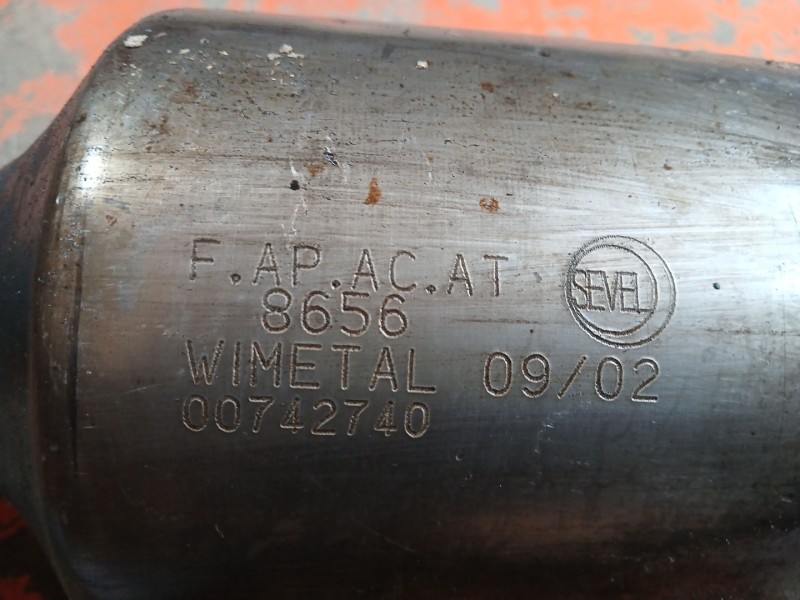 F.AP.AC.AT
SEVEL
8656
WIMETAL 09/02
00742740